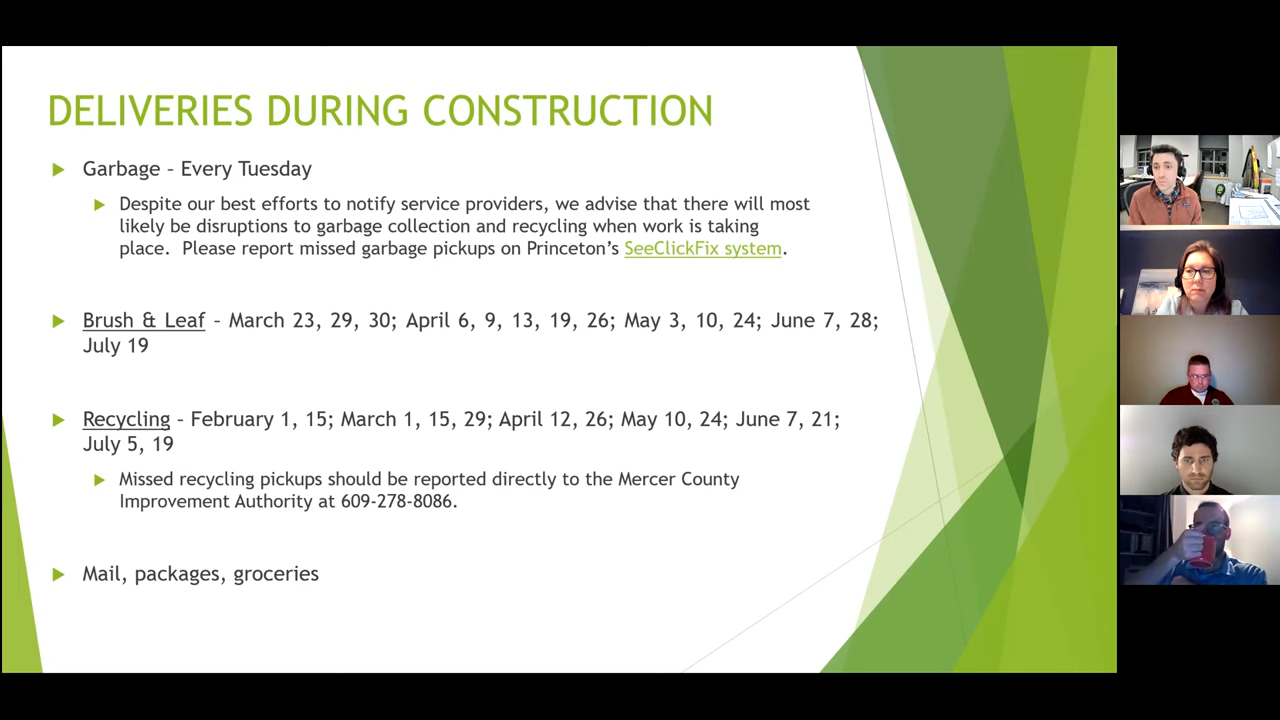 DELIVERIES DURING CONSTRUCTION
Garbage – Every Tuesday
Despite our best efforts to notify service providers, we advise that there will most
likely be disruptions to garbage collection and recycling when work is taking
place.  Please report missed garbage pickups on Princeton’s SeeClickFix system.
Brush & Leaf – March 23, 29, 30; April 6, 9, 13, 19, 26; May 3, 10, 24; June 7, 28;
July 19
Recycling – February 1, 15; March 1, 15, 29; April 12, 26; May 10, 24; June 7, 21;
July 5, 19
Missed recycling pickups should be reported directly to the Mercer County
Improvement Authority at 609-278-8086.
Mail, packages, groceries